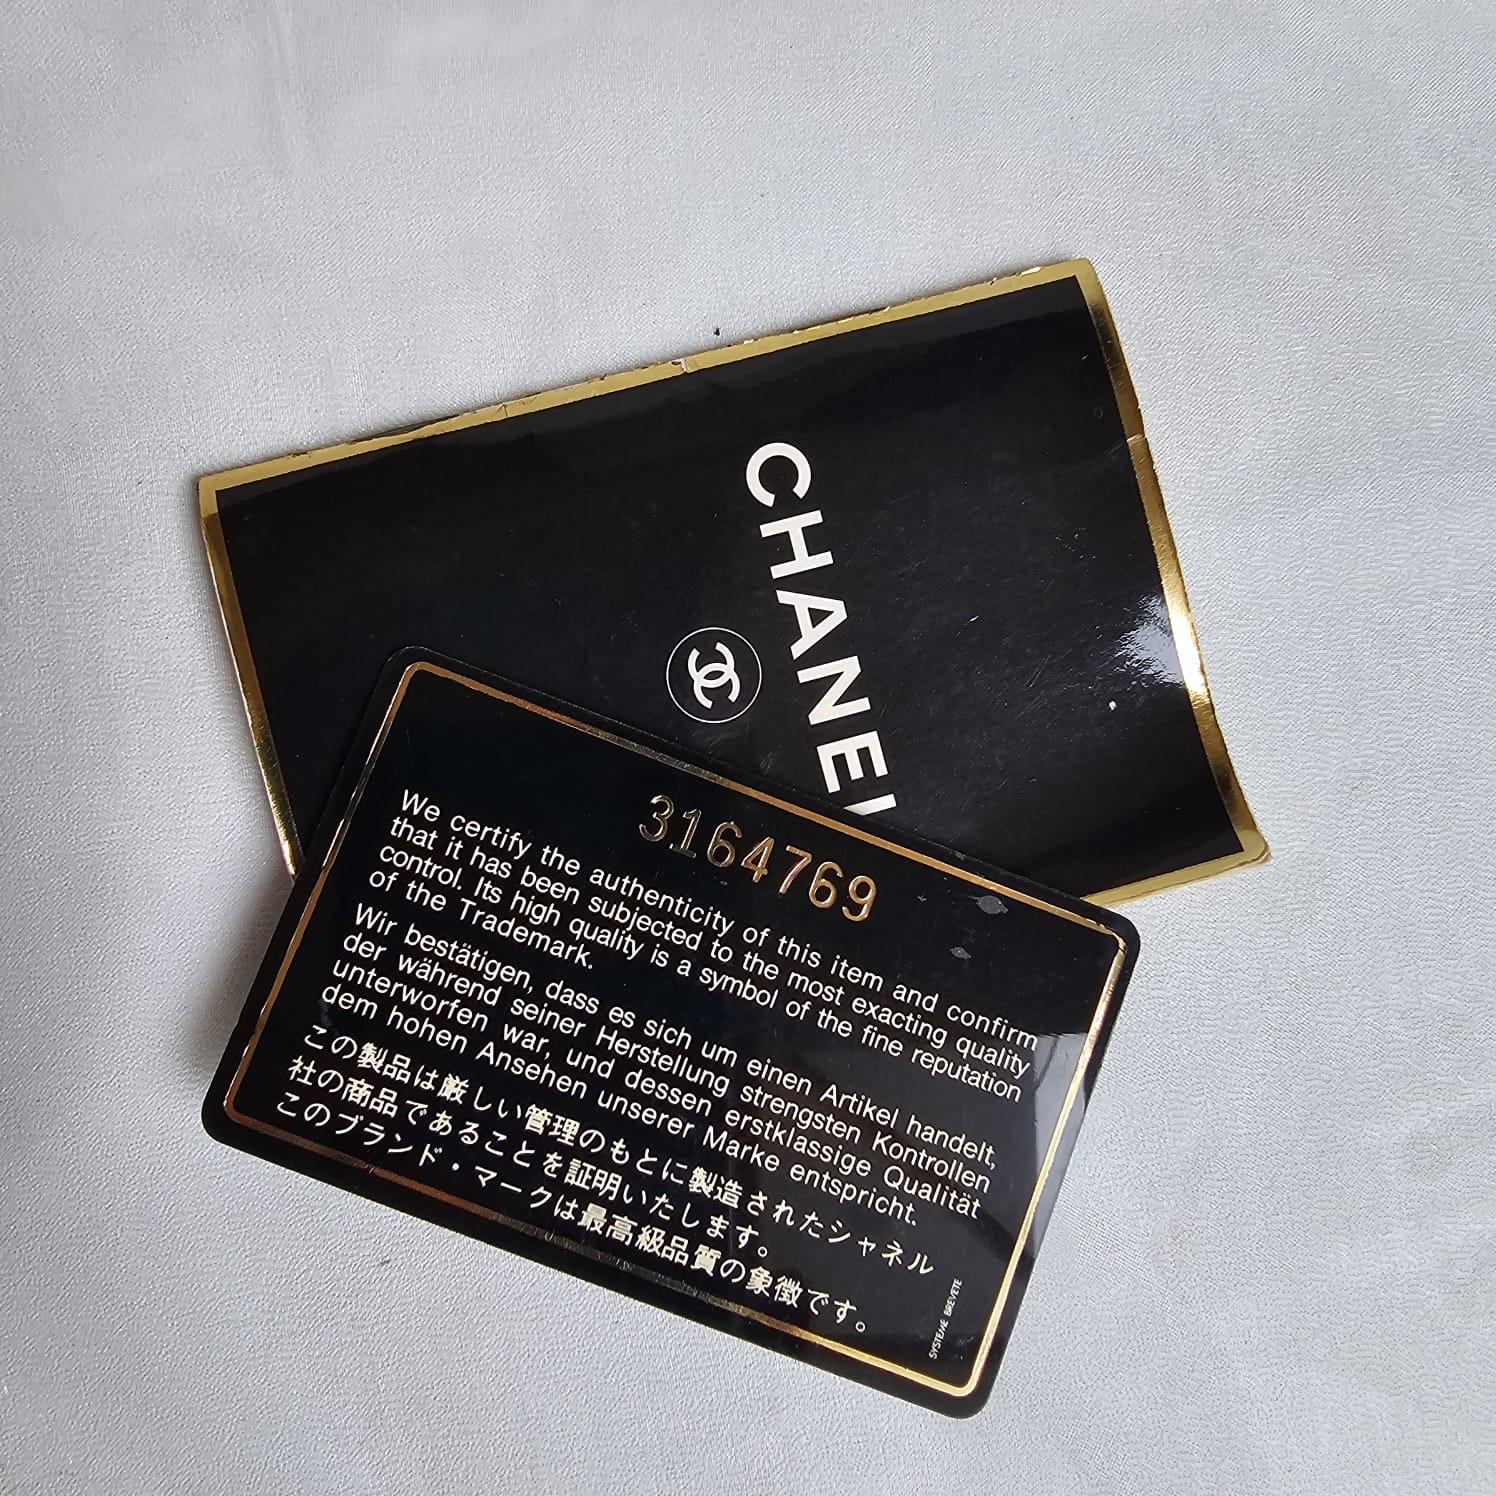 CHANEL
3164769
We certify the authenticity of this item and confirm
that it has been subjected to the most exacting quality
control. Its high quality is a symbol of the fine reputation
of the Trademark.
Wir bestätigen, dass es sich um einen Artikel handelt,
der während seiner Herstellung strengsten Kontrollen
unterworfen war, und dessen erstklassige Qualität
dem hohen Ansehen unserer Marke entspricht.
この製品は厳しい管理のもとに製造されたシャネル
社の商品であることを証明いたします。
このブランド・マークは最高級品質の象徴です。
SYSTEME BREVETE